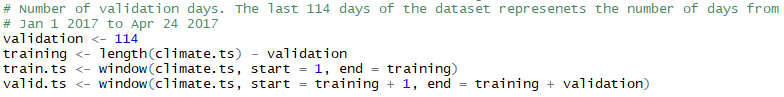 # Number of validation days. The last 114 days of the dataset represenets the number of days from
# Jan 1 2017 to Apr 24 2017
validation <- 114
training <- length(climate.ts) - validation
train.ts <- window(climate.ts, start = 1, end = training)
valid.ts <- window(climate.ts, start = training + 1, end = training + validation)